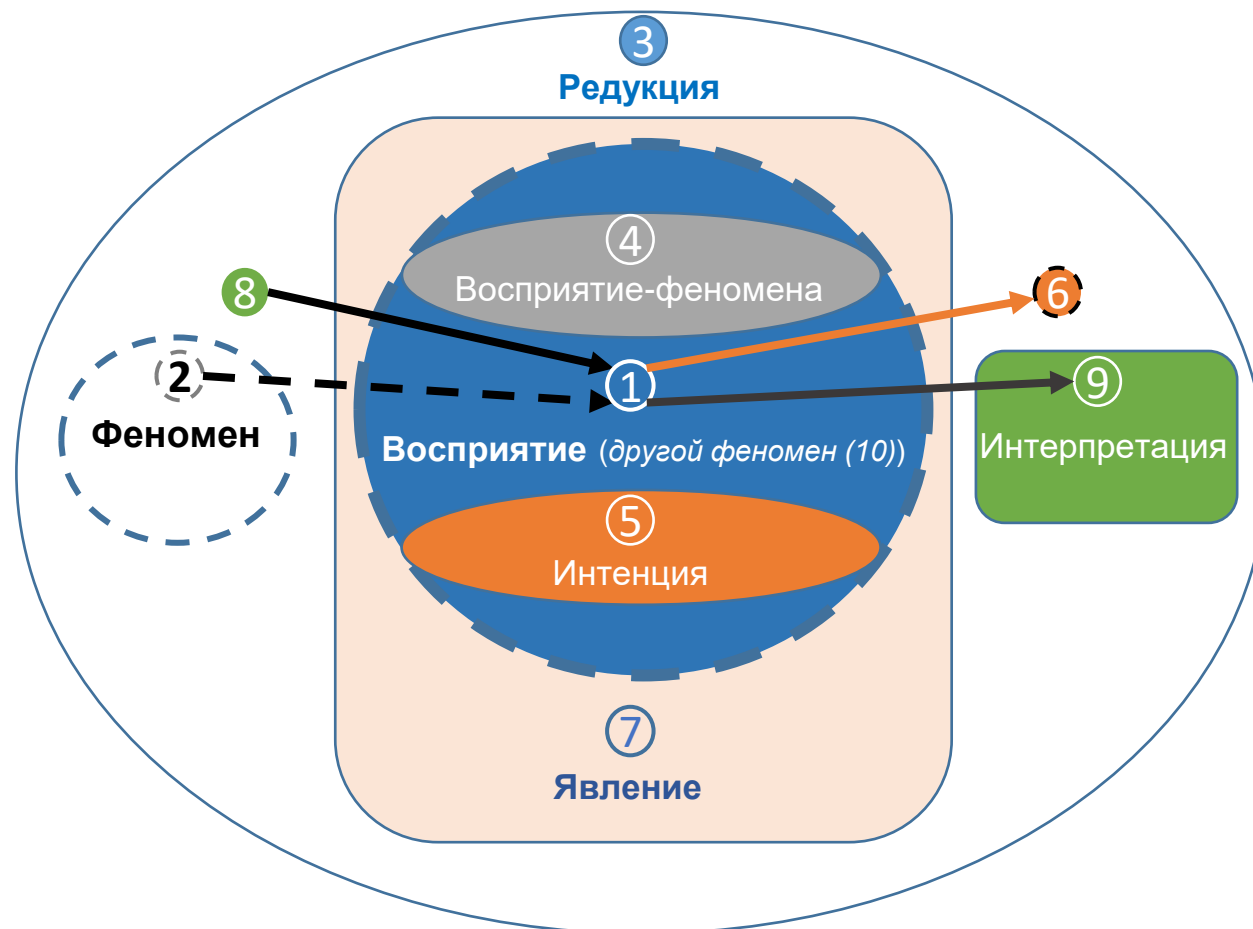 3
Редукция
4
Восприятие-феномена
8
6
2
Феномен
1
9
Интерпретация
Восприятие (другой феномен (10))
5
Интенция
7
Явление